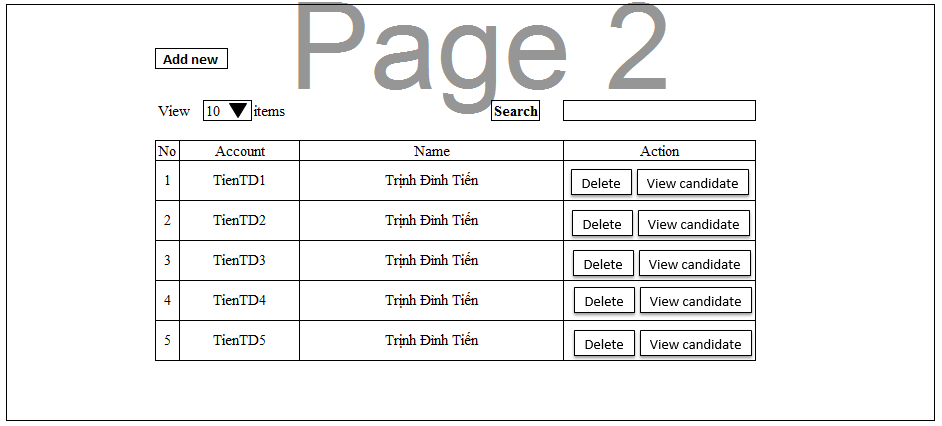 Page 2
Add new
View 10 items Search
No Account Name Action
1 TienTD1 Trịnh Đình Tiến Delete View candidate
2 TienTD2 Trịnh Đình Tiến Delete View candidate
3 TienTD3 Trịnh Đình Tiến Delete View candidate
4 TienTD4 Trịnh Đình Tiến Delete View candidate
5 TienTD5 Trịnh Đình Tiến Delete View candidate